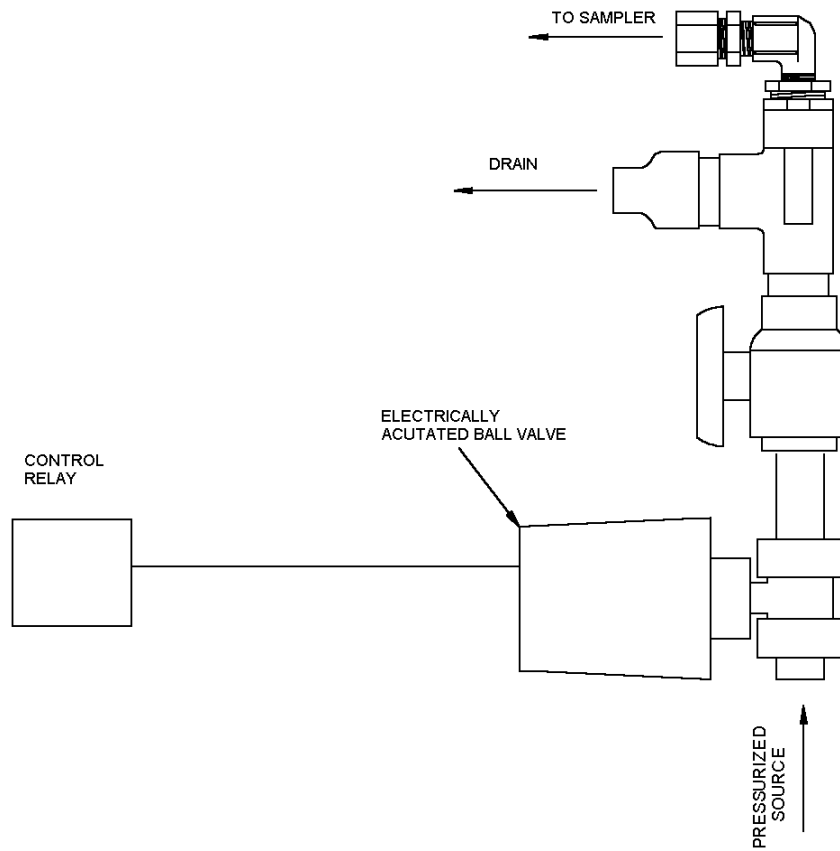 TO SAMPLER
DRAIN
ELECTRICALLY
ACUTATED BALL VALVE
CONTROL
RELAY
PRESSURIZED
SOURCE